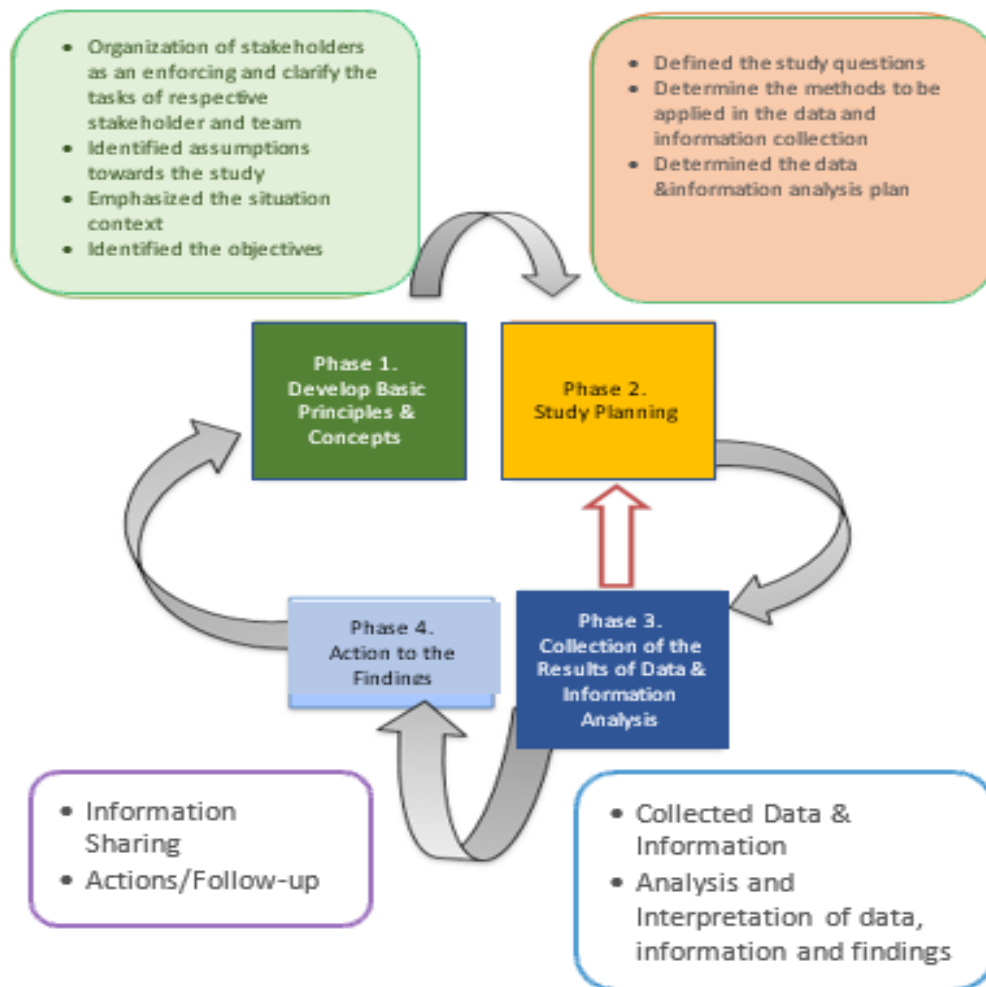 • Organization of stakeholders
as an enforcing and clarify the
tasks of respective
stakeholder and team
• Identified assumptions
towards the study
• Emphasized the situation
context
• Identified the objectives
• Defined the study questions
• Determine the methods to be
applied in the data and
information collection
• Determined the data
&information analysis plan
Phase 1.
Develop Basic
Principles &
Concepts
Phase 2.
Study Planning
Phase 4.
Action to the
Findings
Phase 3.
Collection of the
Results of Data &
Information
Analysis
• Information
Sharing
• Actions/Follow-up
• Collected Data &
Information
• Analysis and
Interpretation of data,
information and findings